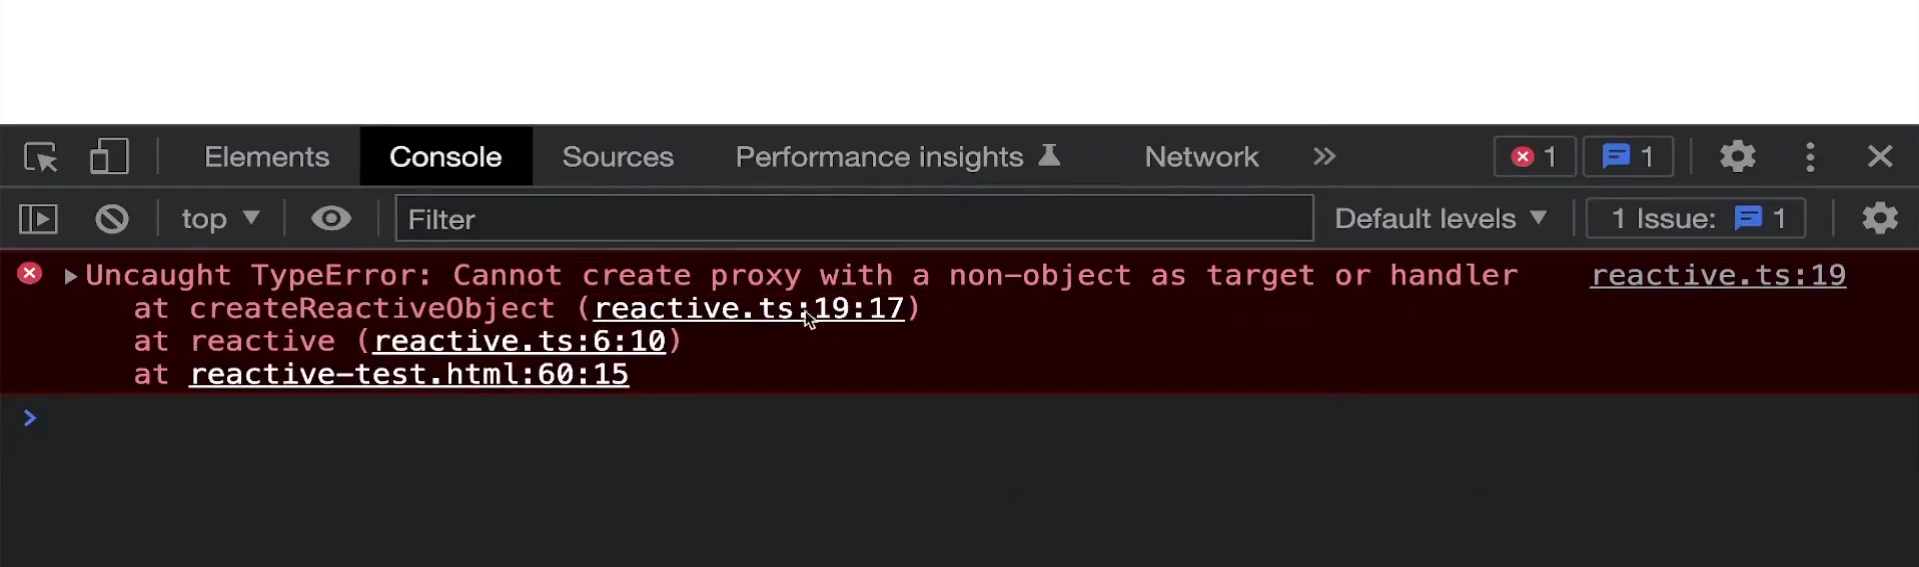 Elements Console Sources Performance insights Network 1 1
top Filter Default levels 1 Issue: 1
Uncaught TypeError: Cannot create proxy with a non-object as target or handler reactive.ts:19
at createReactiveObject (reactive.ts:19:17)
at reactive (reactive.ts:6:10)
at reactive-test.html:60:15